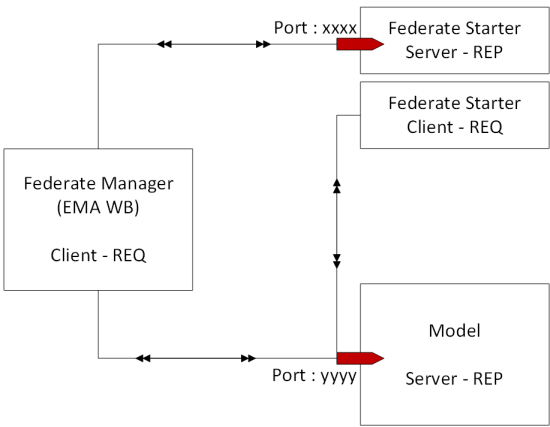 Port : xxxx
Federate Starter
Server - REP
Federate Starter
Client - REQ
Federate Manager
(EMA WB)
Client - REQ
Model
Server - REP
Port : yyyy